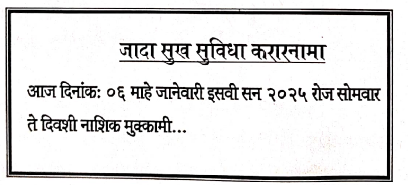 जादा सुख सुविधा करारनामा
आज दिनांक: ०६ माहे जानेवारी इसवी सन २०२५ रोज सोमवार
ते दिवशी नाशिक मुक्कामी...